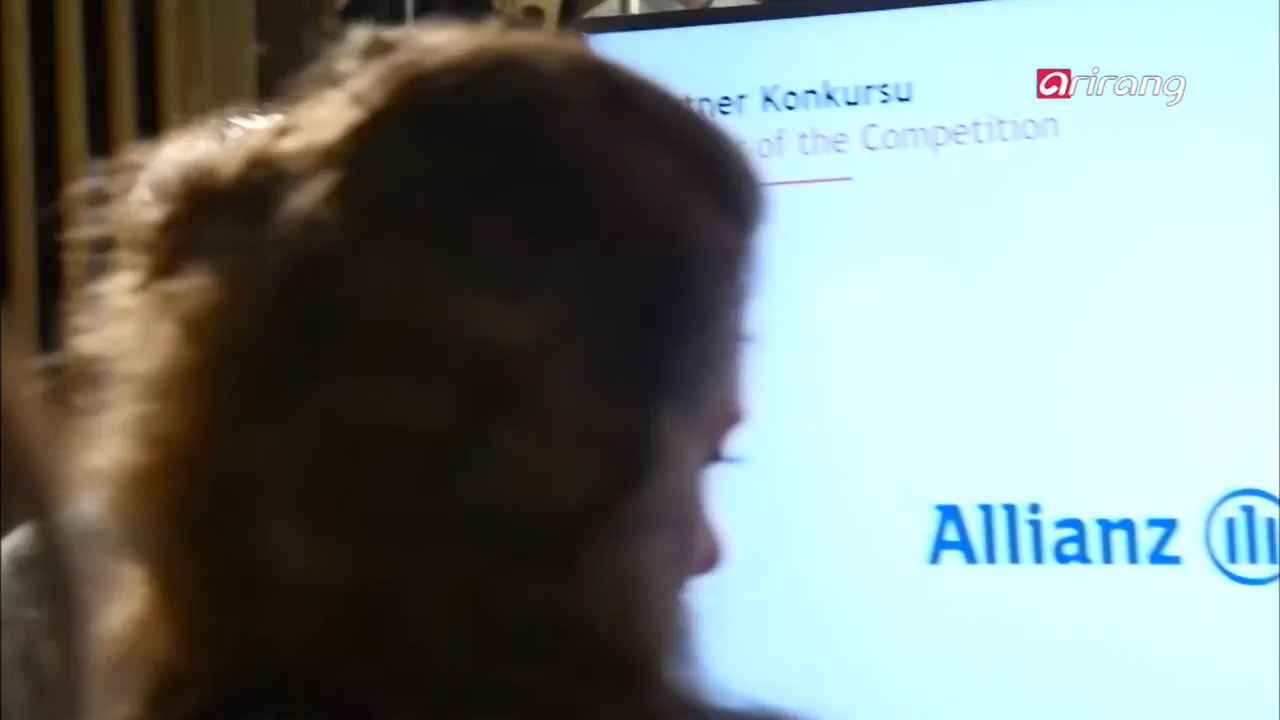 arirang
tner Konkursu
of the Competition
Allianz